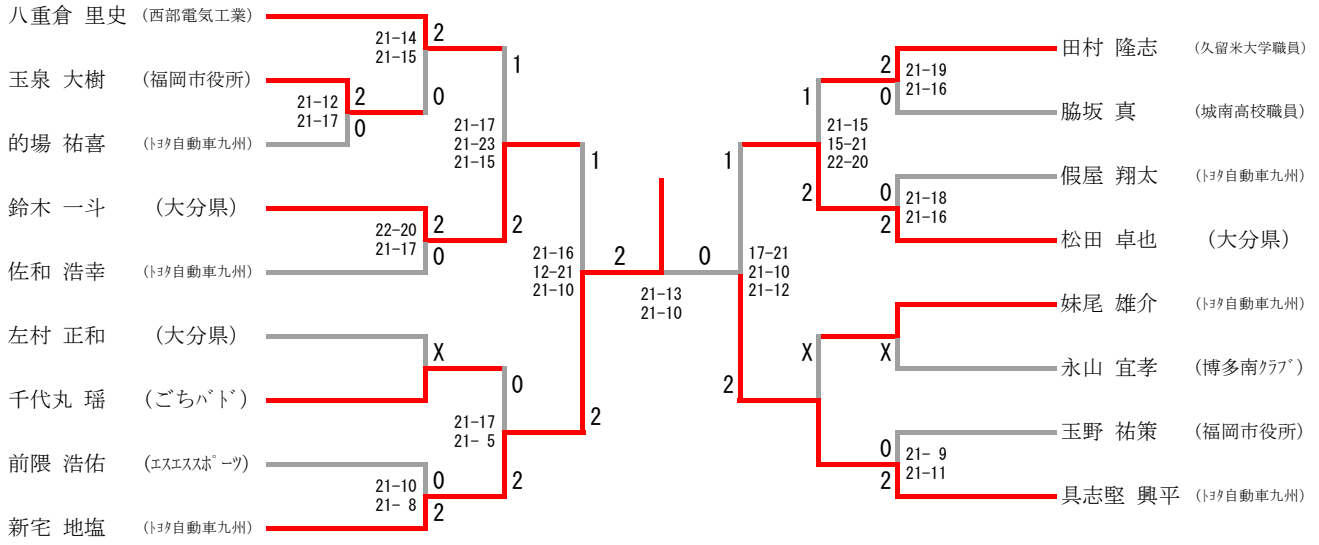 八重倉 里史 (西部電気工業)
玉泉 大樹 (福岡市役所)
的場 祐喜 (ﾄﾖﾀ自動車九州)
鈴木 一斗 (大分県)
佐和 浩幸 (ﾄﾖﾀ自動車九州)
左村 正和 (大分県)
千代丸 瑶 (ごちﾊﾞﾄﾞ)
前隈 浩佑 (ｴｽｴｽｽﾎﾟｰﾂ)
新宅 地塩 (ﾄﾖﾀ自動車九州)
21-14
21-15
2
0
21-12
21-17
2
0
22-20
21-17
2
0
X
21-10
21- 8
0
2
1
21-17
21-23
21-15
2
0
21-17
21- 5
2
1
21-16
12-21
21-10
2
2
0
21-13
21-10
1
17-21
21-10
21-12
2
1
21-15
15-21
22-20
2
X
2
0
21-19
21-16
0
2
21-18
21-16
X
0
2
21- 9
21-11
田村 隆志 (久留米大学職員)
脇坂 真 (城南高校職員)
假屋 翔太 (ﾄﾖﾀ自動車九州)
松田 卓也 (大分県)
妹尾 雄介 (ﾄﾖﾀ自動車九州)
永山 宜孝 (博多南ｸﾗﾌﾞ)
玉野 祐策 (福岡市役所)
具志堅 興平 (ﾄﾖﾀ自動車九州)